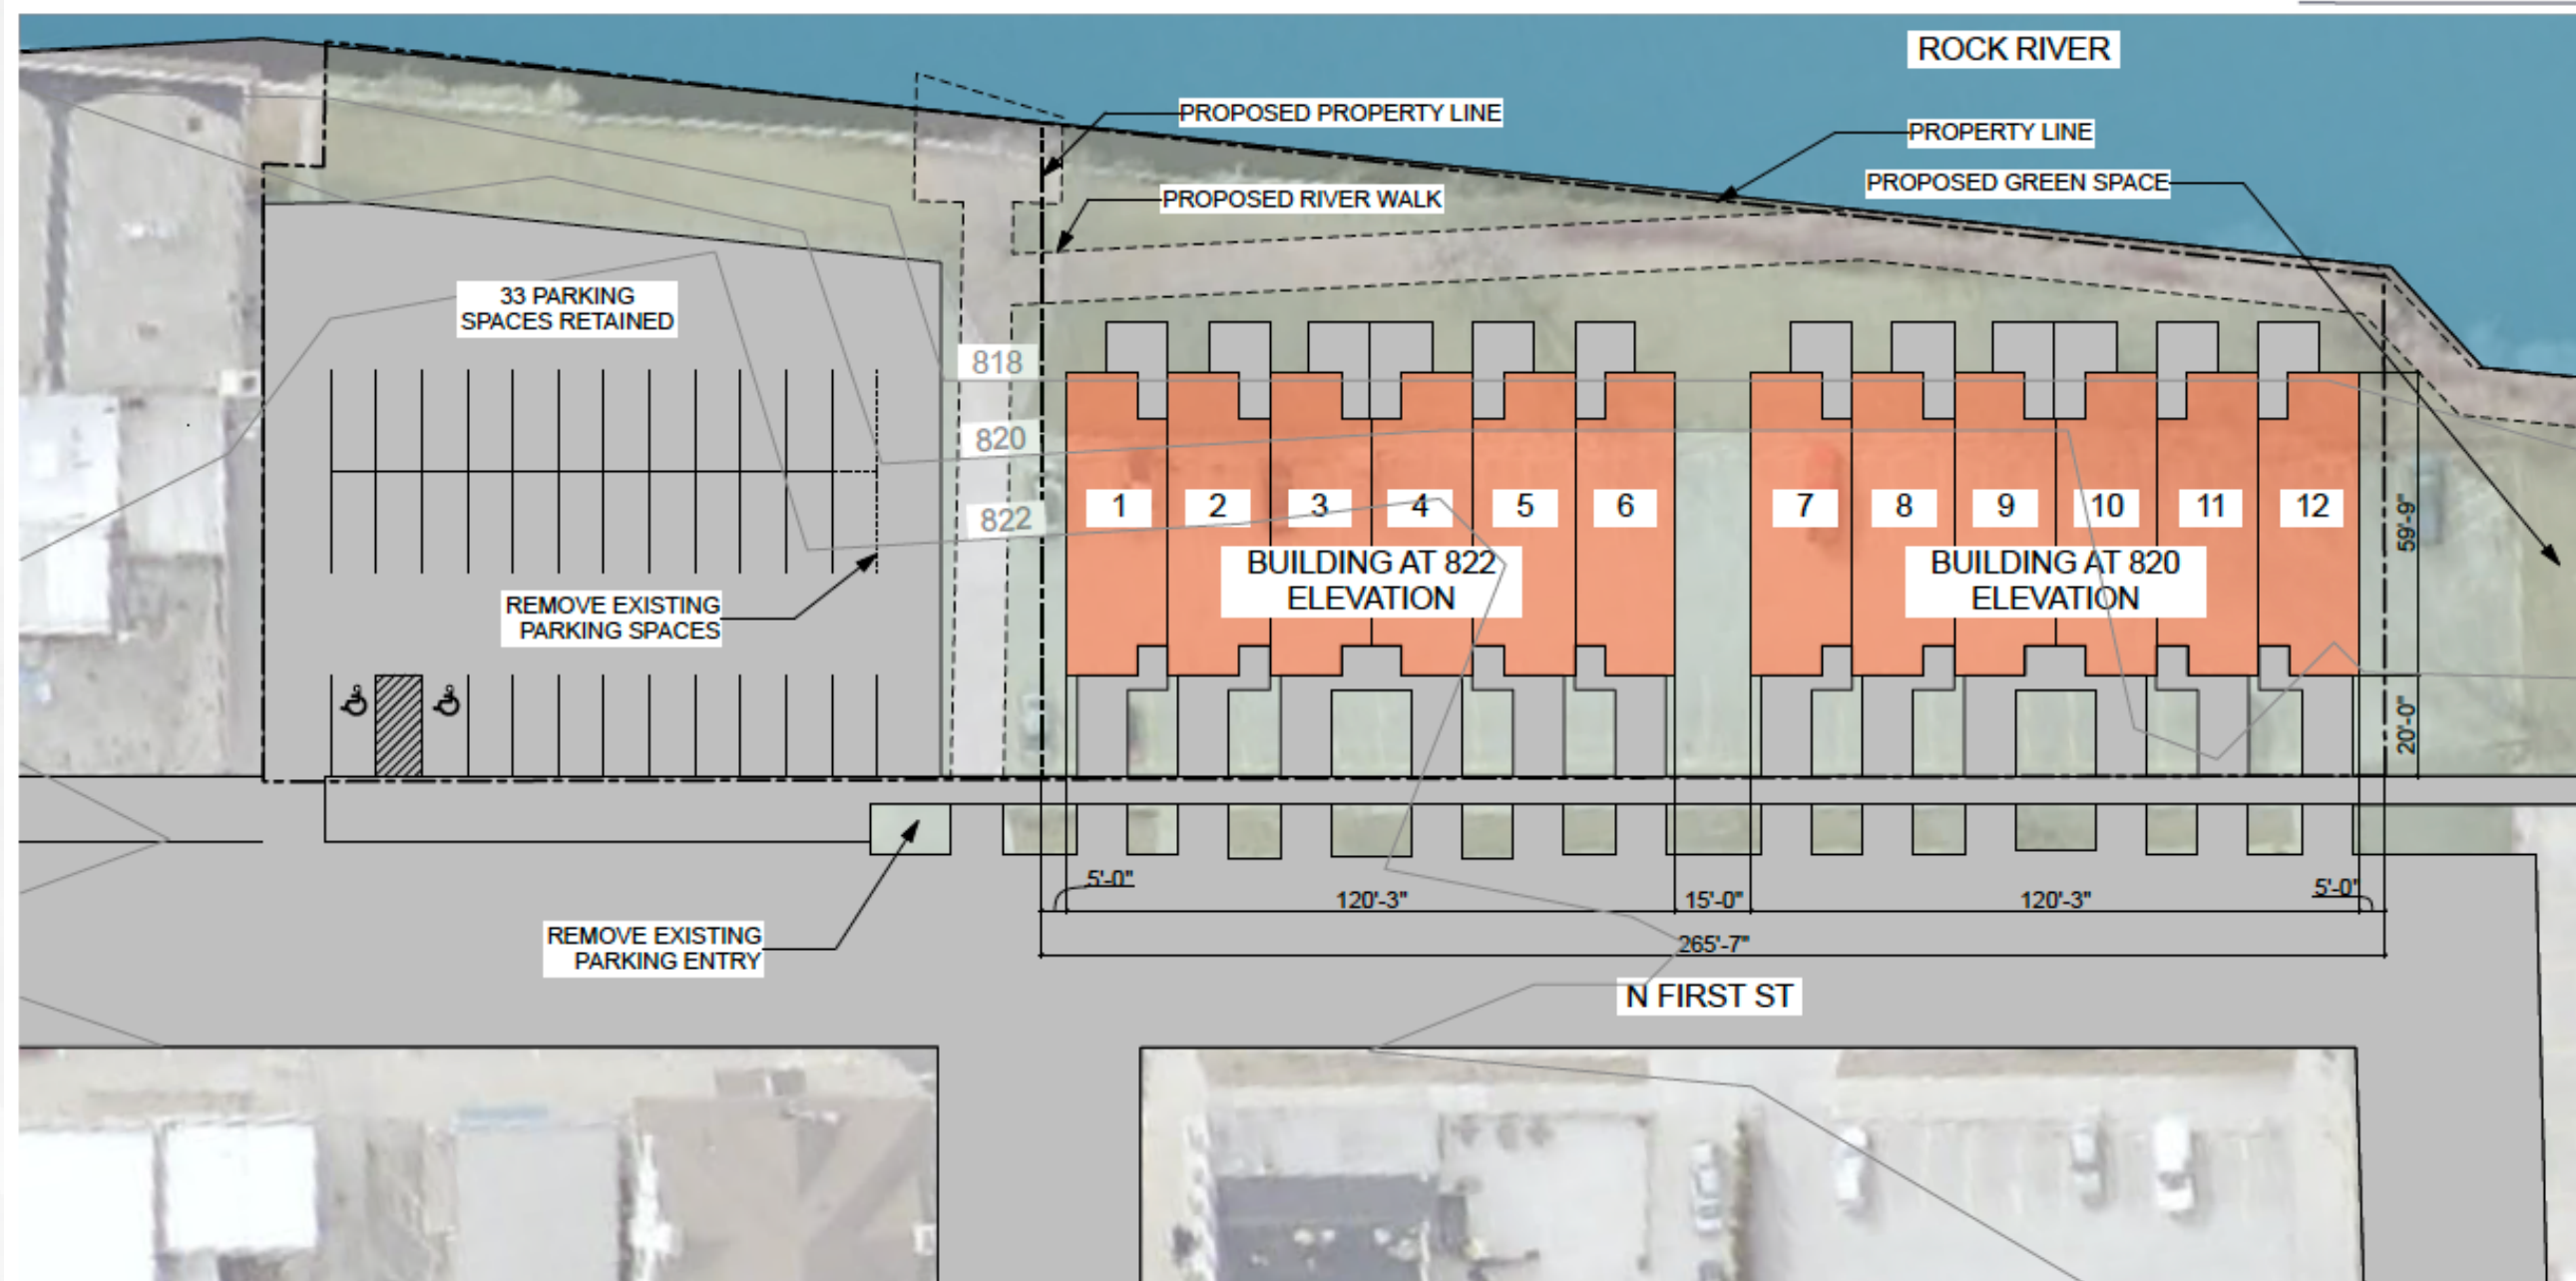 ROCK RIVER
PROPOSED PROPERTY LINE
PROPERTY LINE
PROPOSED GREEN SPACE
PROPOSED RIVER WALK
33 PARKING
SPACES RETAINED
818
820
822
1
2
3
4
5
6
7
8
9
10
11
12
BUILDING AT 822
ELEVATION
BUILDING AT 820
ELEVATION
59'-9"
20'-0"
REMOVE EXISTING
PARKING SPACES
5'-0"
120'-3"
15'-0"
120'-3"
5'-0"
265'-7"
REMOVE EXISTING
PARKING ENTRY
N FIRST ST